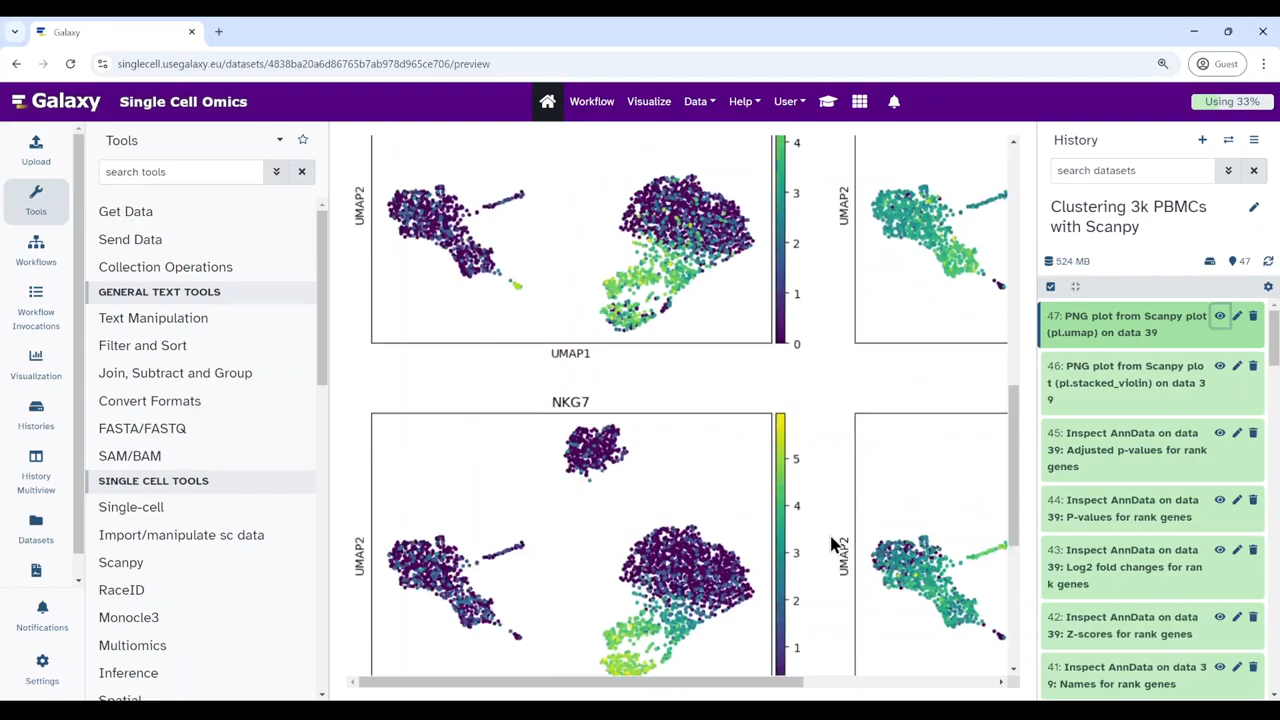 Galaxy
singlecell.usegalaxy.eu/datasets/4838ba20a6d86765b7ab978d965ce706/preview
Guest
Galaxy
Single Cell Omics
Workflow
Visualize
Data
Help
User
Using 33%
Upload
Tools
Workflows
Workflow
Invocations
Visualization
Histories
History
Multiview
Datasets
Notifications
Settings
Tools
search tools
Get Data
Send Data
Collection Operations
GENERAL TEXT TOOLS
Text Manipulation
Filter and Sort
Join, Subtract and Group
Convert Formats
FASTA/FASTQ
SAM/BAM
SINGLE CELL TOOLS
Single-cell
Import/manipulate sc data
Scanpy
RaceID
Monocle3
Multiomics
Inference
Spatial
UMAP2
4
3
2
1
0
UMAP1
UMAP2
NKG7
UMAP2
5
4
3
2
1
UMAP2
History
search datasets
Clustering 3k PBMCs
with Scanpy
524 MB
47
47: PNG plot from Scanpy plot
(pl.umap) on data 39
46: PNG plot from Scanpy plo
t (pl.stacked_violin) on data 3
9
45: Inspect AnnData on data
39: Adjusted p-values for rank
genes
44: Inspect AnnData on data
39: P-values for rank genes
43: Inspect AnnData on data
39: Log2 fold changes for ran
k genes
42: Inspect AnnData on data
39: Z-scores for rank genes
41: Inspect AnnData on data 3
9: Names for rank genes